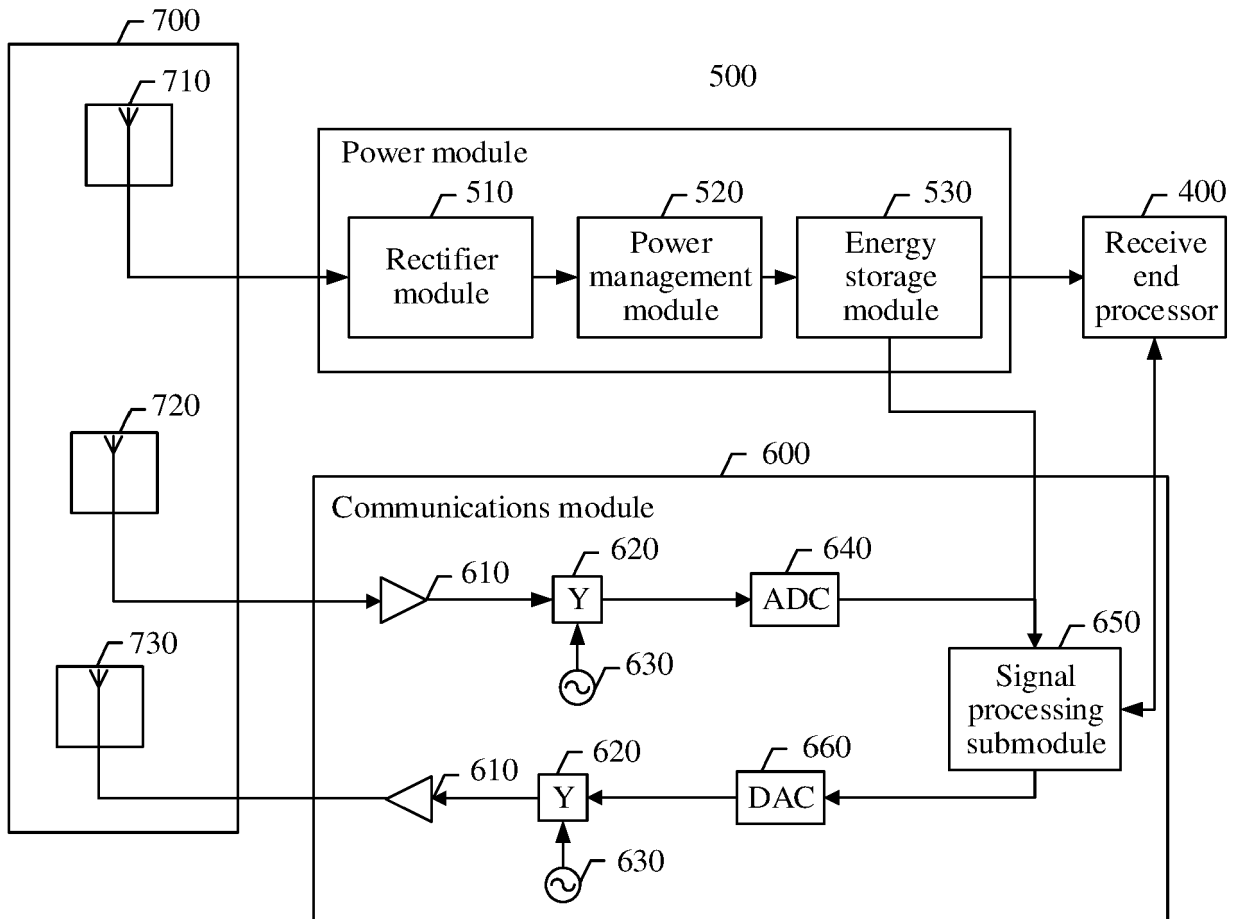 700
710
500
Power module
510
520
530
400
Rectifier
module
Power
management
module
Energy
storage
module
Receive
end
processor
720
600
Communications module
610
620
640
Y
ADC
730
630
650
Signal
processing
submodule
610
620
660
Y
DAC
630